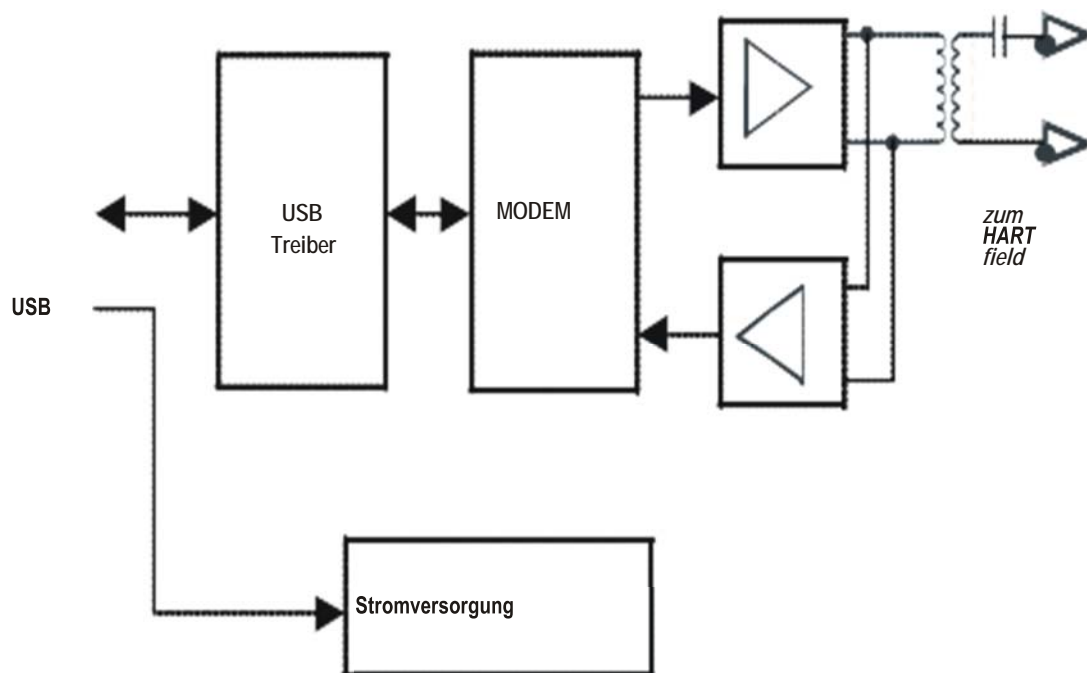 USB
Treiber
MODEM
zum
HART
field
USB
Stromversorgung